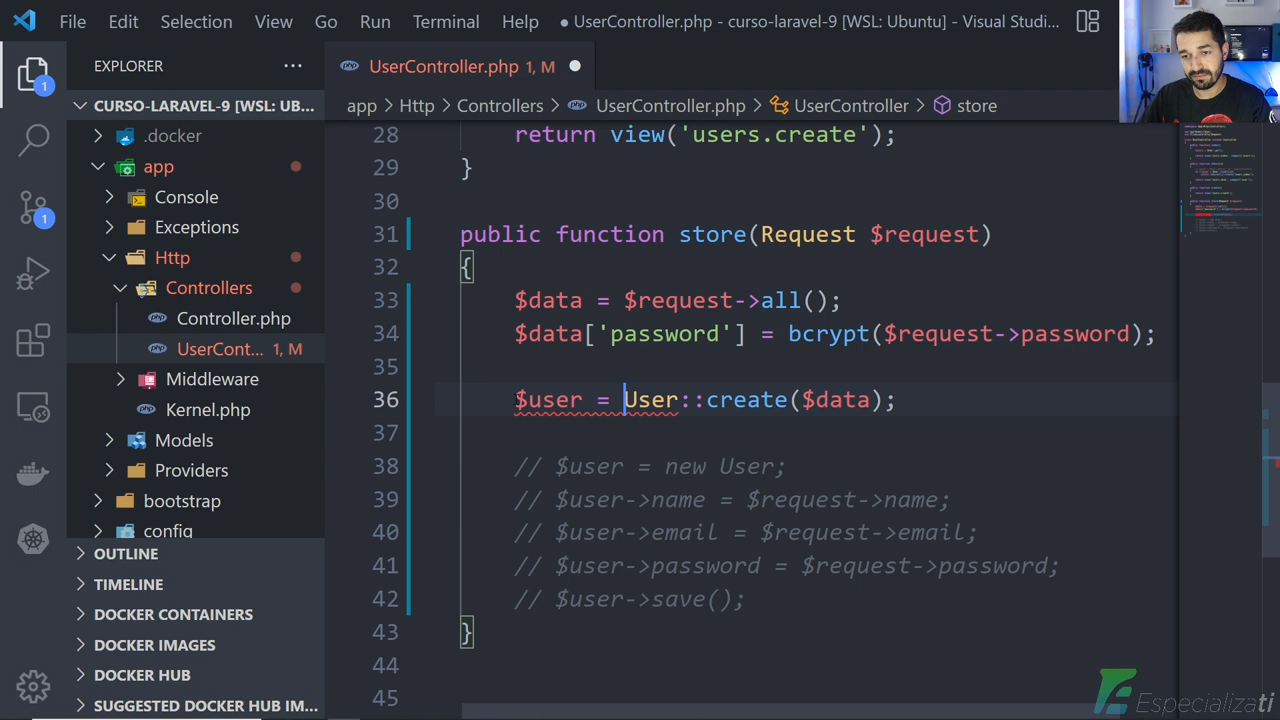 File Edit Selection View Go Run Terminal Help ● UserController.php - curso-laravel-9 [WSL: Ubuntu] - Visual Studi...
EXPLORER ...
1
CURSO-LARAVEL-9 [WSL: UB...
.docker
app
Console
Exceptions
Http
Controllers
Controller.php
UserCont... 1, M
Middleware
Kernel.php
Models
Providers
bootstrap
config
OUTLINE
TIMELINE
DOCKER CONTAINERS
DOCKER IMAGES
DOCKER HUB
SUGGESTED DOCKER HUB IM...
1
UserController.php 1, M ●
app > Http > Controllers > UserController.php > UserController > store
28 return view('users.create');
29 }
30
31 public function store(Request $request)
32 {
33 $data = $request->all();
34 $data['password'] = bcrypt($request->password);
35
36 $user = User::create($data);
37
38 // $user = new User;
39 // $user->name = $request->name;
40 // $user->email = $request->email;
41 // $user->password = $request->password;
42 // $user->save();
43 }
44
45
EspecializaTi